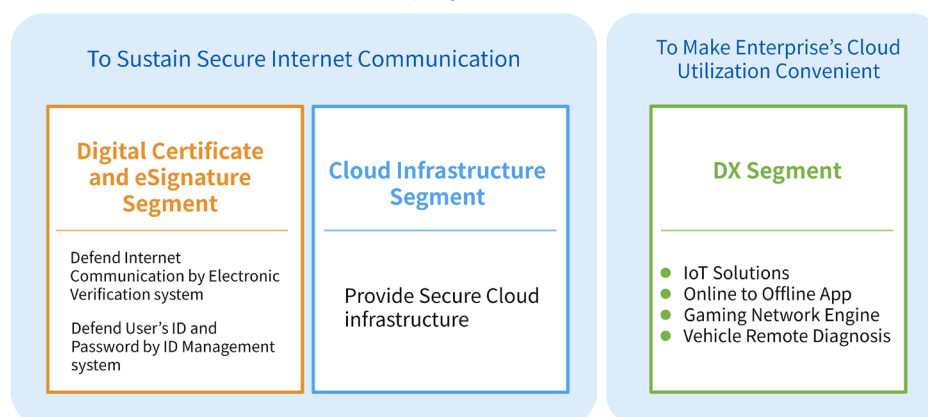 To Sustain Secure Internet Communication
Digital Certificate
and eSignature
Segment
Defend Internet
Communication by Electronic
Verification system
Defend User's ID and
Password by ID Management
system
Cloud Infrastructure
Segment
Provide Secure Cloud
infrastructure
To Make Enterprise's Cloud
Utilization Convenient
DX Segment
IoT Solutions
Online to Offline App
Gaming Network Engine
Vehicle Remote Diagnosis